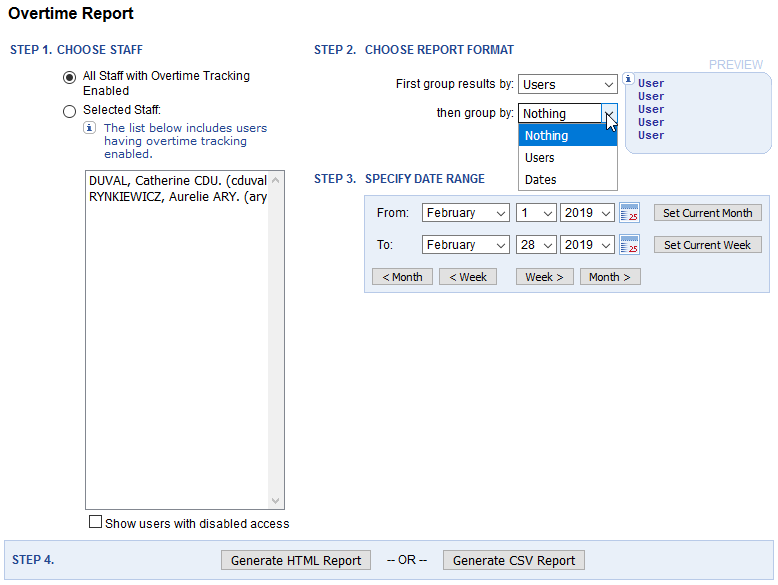 Overtime Report
STEP 1. CHOOSE STAFF
All Staff with Overtime Tracking
Enabled
Selected Staff:
i
The list below includes users
having overtime tracking
enabled.
DUVAL, Catherine CDU. (cduval
RYNKIEWICZ, Aurelie ARY. (ary
Show users with disabled access
STEP 2. CHOOSE REPORT FORMAT
PREVIEW
First group results by: Users
then group by: Nothing
Nothing
Users
Dates
i
User
User
User
User
User
STEP 3. SPECIFY DATE RANGE
From: February 1 2019 25 Set Current Month
To: February 28 2019 25 Set Current Week
< Month < Week Week > Month >
STEP 4. Generate HTML Report -- OR -- Generate CSV Report